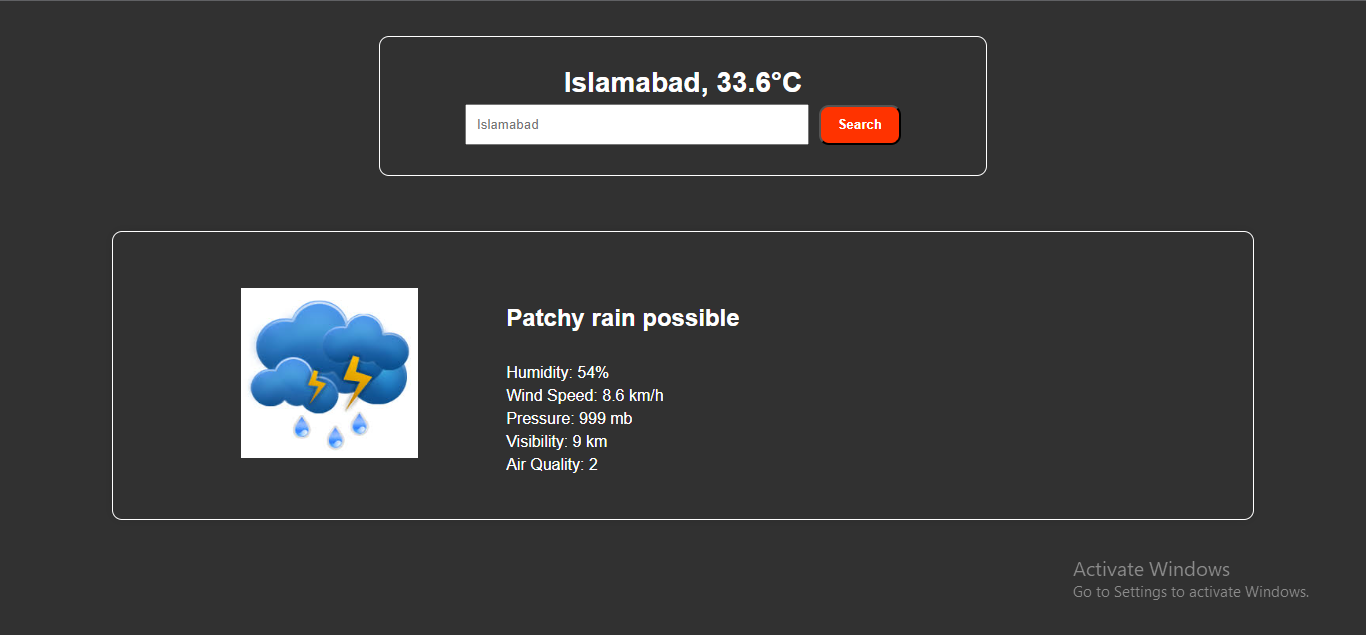 Islamabad, 33.6°C
Islamabad
Search
Patchy rain possible
Humidity: 54%
Wind Speed: 8.6 km/h
Pressure: 999 mb
Visibility: 9 km
Air Quality: 2
Activate Windows
Go to Settings to activate Windows.